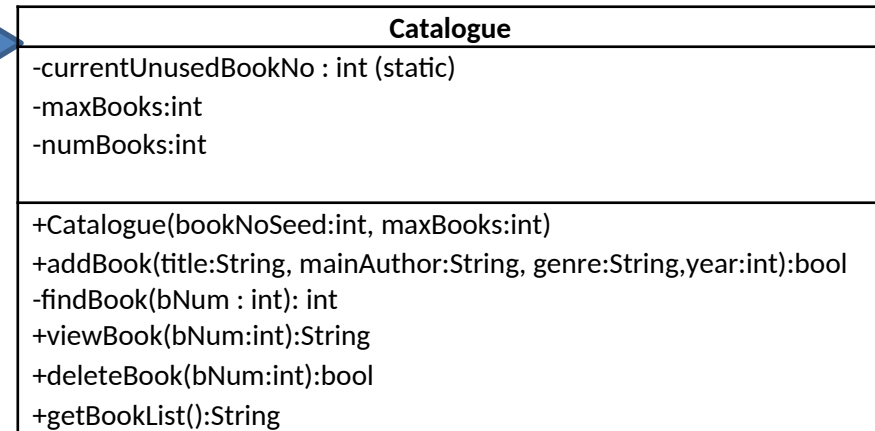 Catalogue
-currentUnusedBookNo : int (static)
-maxBooks:int
-numBooks:int
+Catalogue(bookNoSeed:int, maxBooks:int)
+addBook(title:String, mainAuthor:String, genre:String,year:int):bool
-findBook(bNum : int): int
+viewBook(bNum:int):String
+deleteBook(bNum:int):bool
+getBookList():String